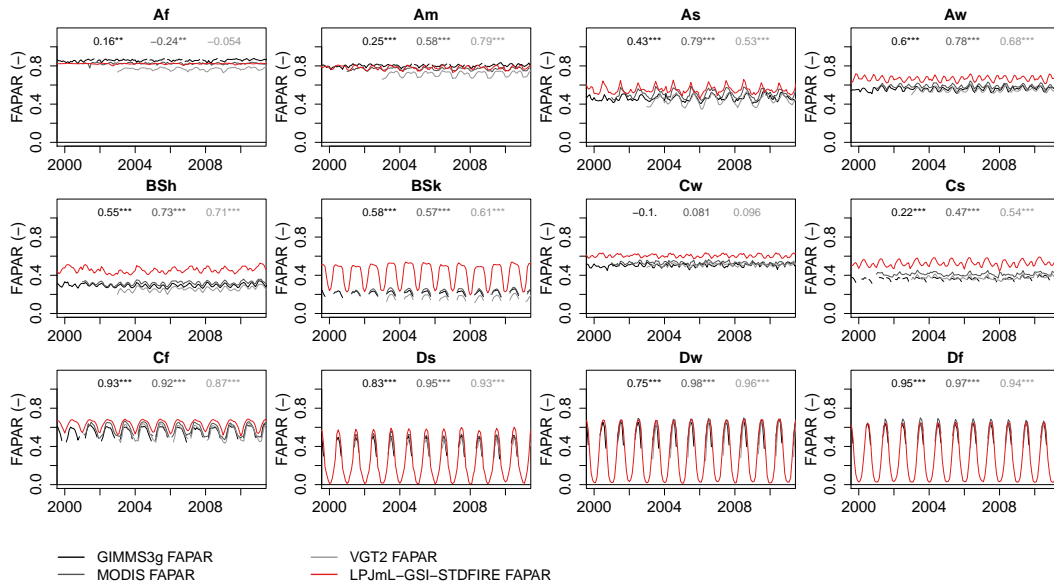 Af Am As Aw
0.16** −0.24** −0.054 0.25*** 0.58*** 0.79*** 0.43*** 0.79*** 0.53*** 0.6*** 0.78*** 0.68***
FAPAR (−) FAPAR (−) FAPAR (−) FAPAR (−)
0.0 0.4 0.8 0.0 0.4 0.8 0.0 0.4 0.8 0.0 0.4 0.8
2000 2004 2008 2000 2004 2008 2000 2004 2008 2000 2004 2008
BSh BSk Cw Cs
0.55*** 0.73*** 0.71*** 0.58*** 0.57*** 0.61*** −0.1. 0.081 0.096 0.22*** 0.47*** 0.54***
FAPAR (−) FAPAR (−) FAPAR (−) FAPAR (−)
0.0 0.4 0.8 0.0 0.4 0.8 0.0 0.4 0.8 0.0 0.4 0.8
2000 2004 2008 2000 2004 2008 2000 2004 2008 2000 2004 2008
Cf Ds Dw Df
0.93*** 0.92*** 0.87*** 0.83*** 0.95*** 0.93*** 0.75*** 0.98*** 0.96*** 0.95*** 0.97*** 0.94***
FAPAR (−) FAPAR (−) FAPAR (−) FAPAR (−)
0.0 0.4 0.8 0.0 0.4 0.8 0.0 0.4 0.8 0.0 0.4 0.8
2000 2004 2008 2000 2004 2008 2000 2004 2008 2000 2004 2008
GIMMS3g FAPAR VGT2 FAPAR
MODIS FAPAR LPJmL−GSI−STDFIRE FAPAR